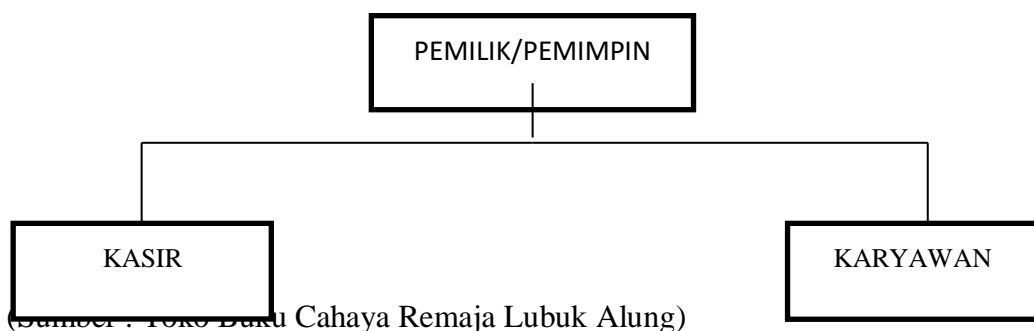 PEMILIK/PEMIMPIN
KASIR
KARYAWAN
(Sumber : Toko Buku Cahaya Remaja Lubuk Alung)